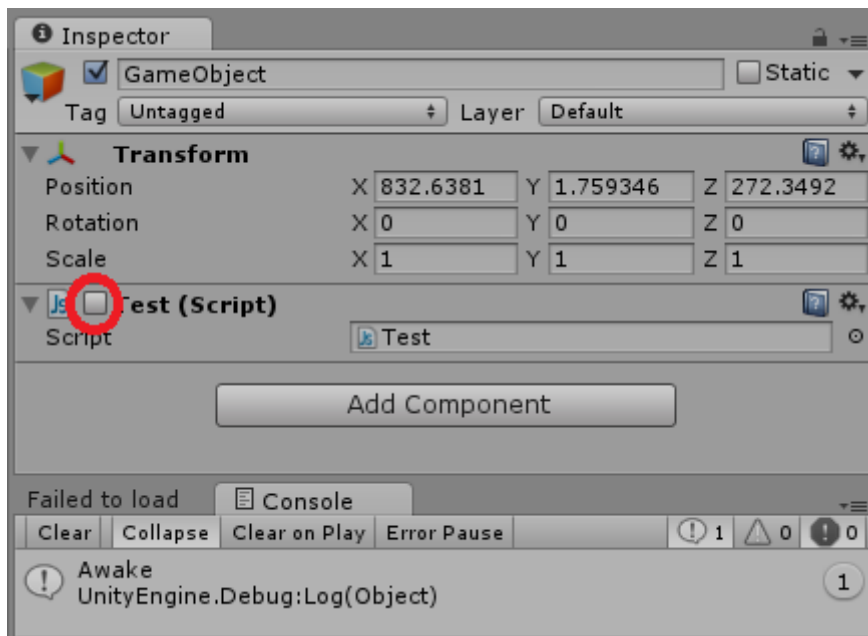 Inspector
GameObject Static
Tag Untagged Layer Default
Transform
Position X 832.6381 Y 1.759346 Z 272.3492
Rotation X 0 Y 0 Z 0
Scale X 1 Y 1 Z 1
Js Test (Script)
Script Js Test
Add Component
Failed to load Console
Clear Collapse Clear on Play Error Pause 1 0 0
Awake
UnityEngine.Debug:Log(Object) 1